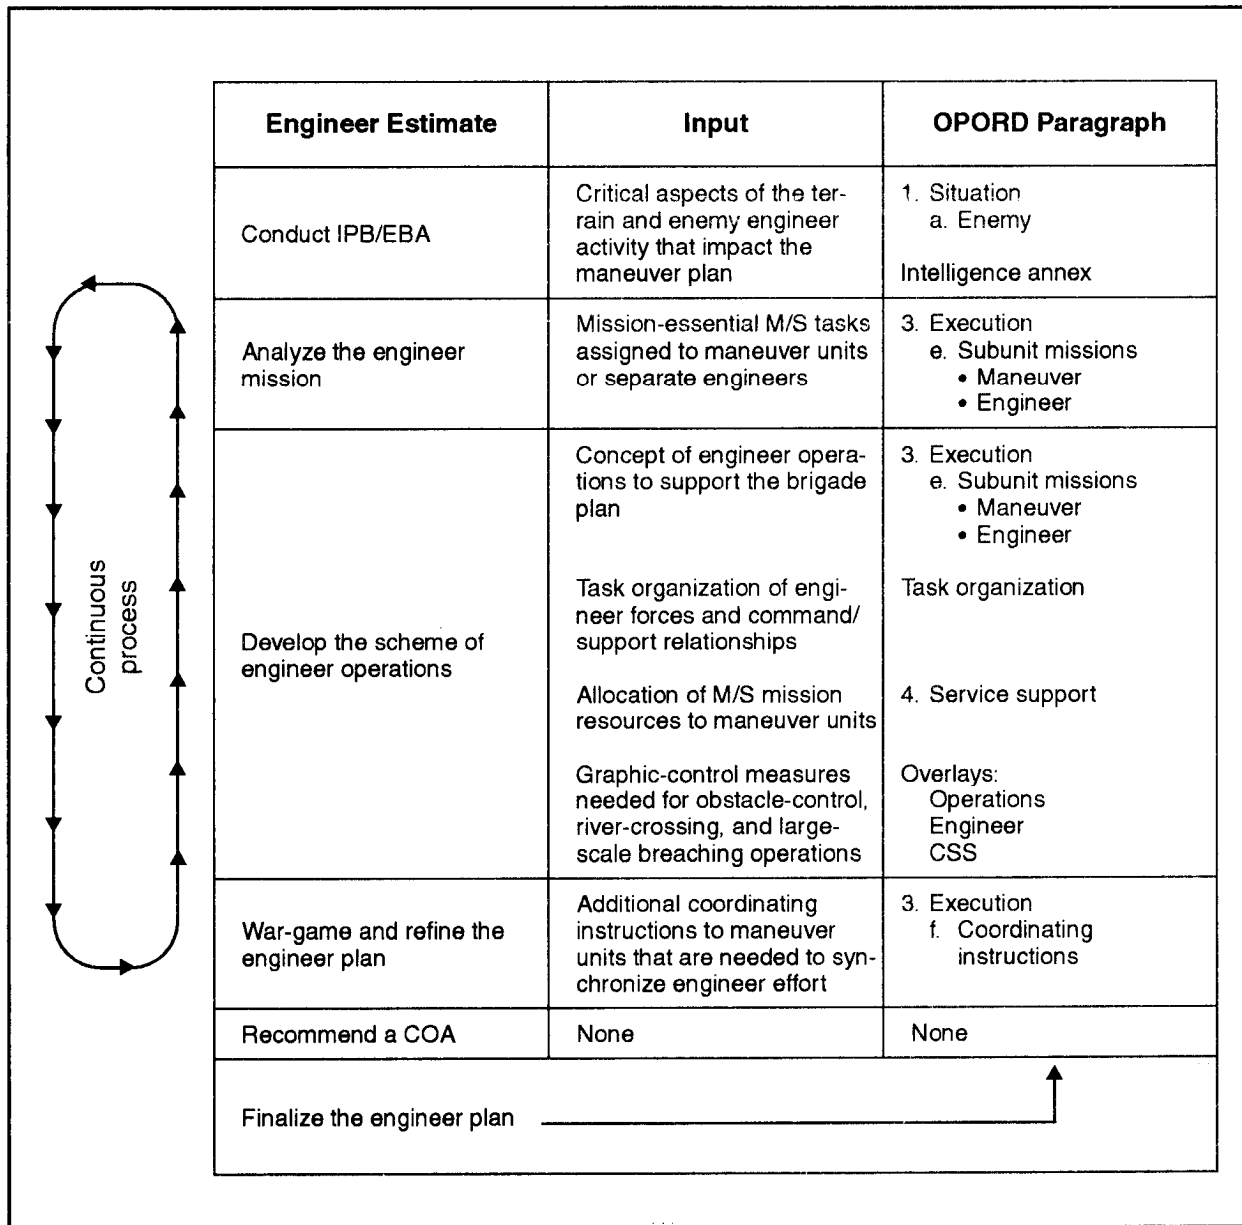 Engineer Estimate
Input
OPORD Paragraph
Conduct IPB/EBA
Critical aspects of the ter-
rain and enemy engineer
activity that impact the
maneuver plan
1. Situation
a. Enemy
Intelligence annex
Analyze the engineer
mission
Mission-essential M/S tasks
assigned to maneuver units
or separate engineers
3. Execution
e. Subunit missions
• Maneuver
• Engineer
Continuous
process
Develop the scheme of
engineer operations
Concept of engineer opera-
tions to support the brigade
plan
3. Execution
e. Subunit missions
• Maneuver
• Engineer
Task organization of engi-
neer forces and command/
support relationships
Task organization
Allocation of M/S mission
resources to maneuver units
4. Service support
Graphic-control measures
needed for obstacle-control,
river-crossing, and large-
scale breaching operations
Overlays:
Operations
Engineer
CSS
War-game and refine the
engineer plan
Additional coordinating
instructions to maneuver
units that are needed to syn-
chronize engineer effort
3. Execution
f. Coordinating
instructions
Recommend a COA
None
None
Finalize the engineer plan